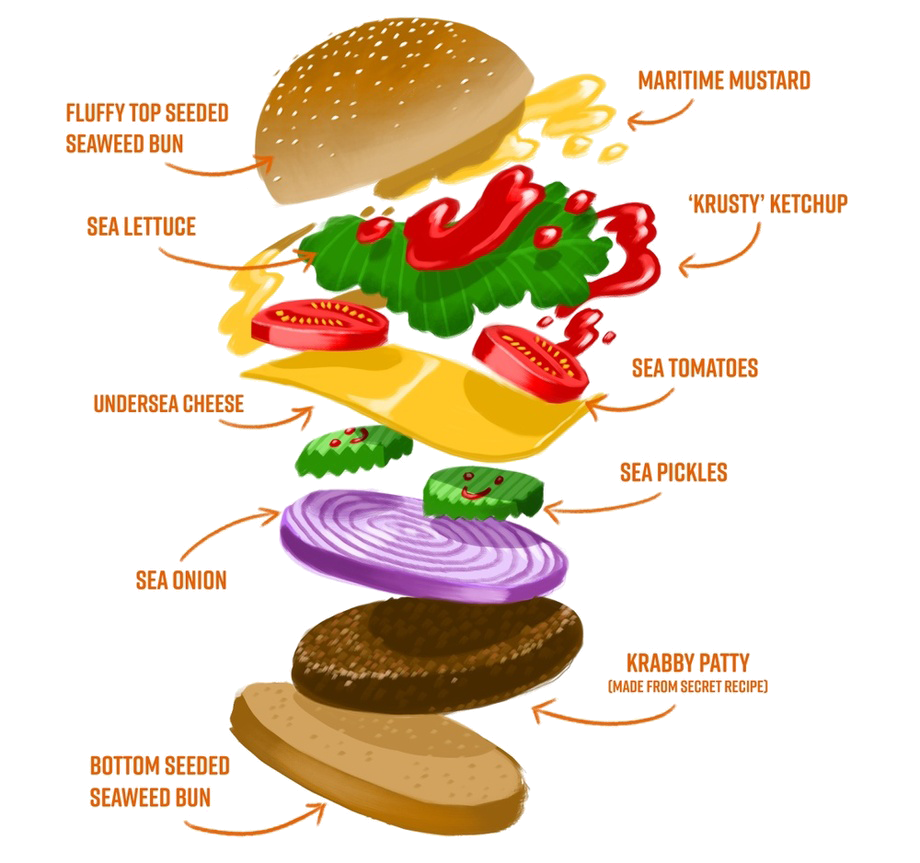 MARITIME MUSTARD
FLUFFY TOP SEEDED
SEAWEED BUN
'KRUSTY' KETCHUP
SEA LETTUCE
SEA TOMATOES
UNDERSEA CHEESE
SEA PICKLES
SEA ONION
KRABBY PATTY
(MADE FROM SECRET RECIPE)
BOTTOM SEEDED
SEAWEED BUN